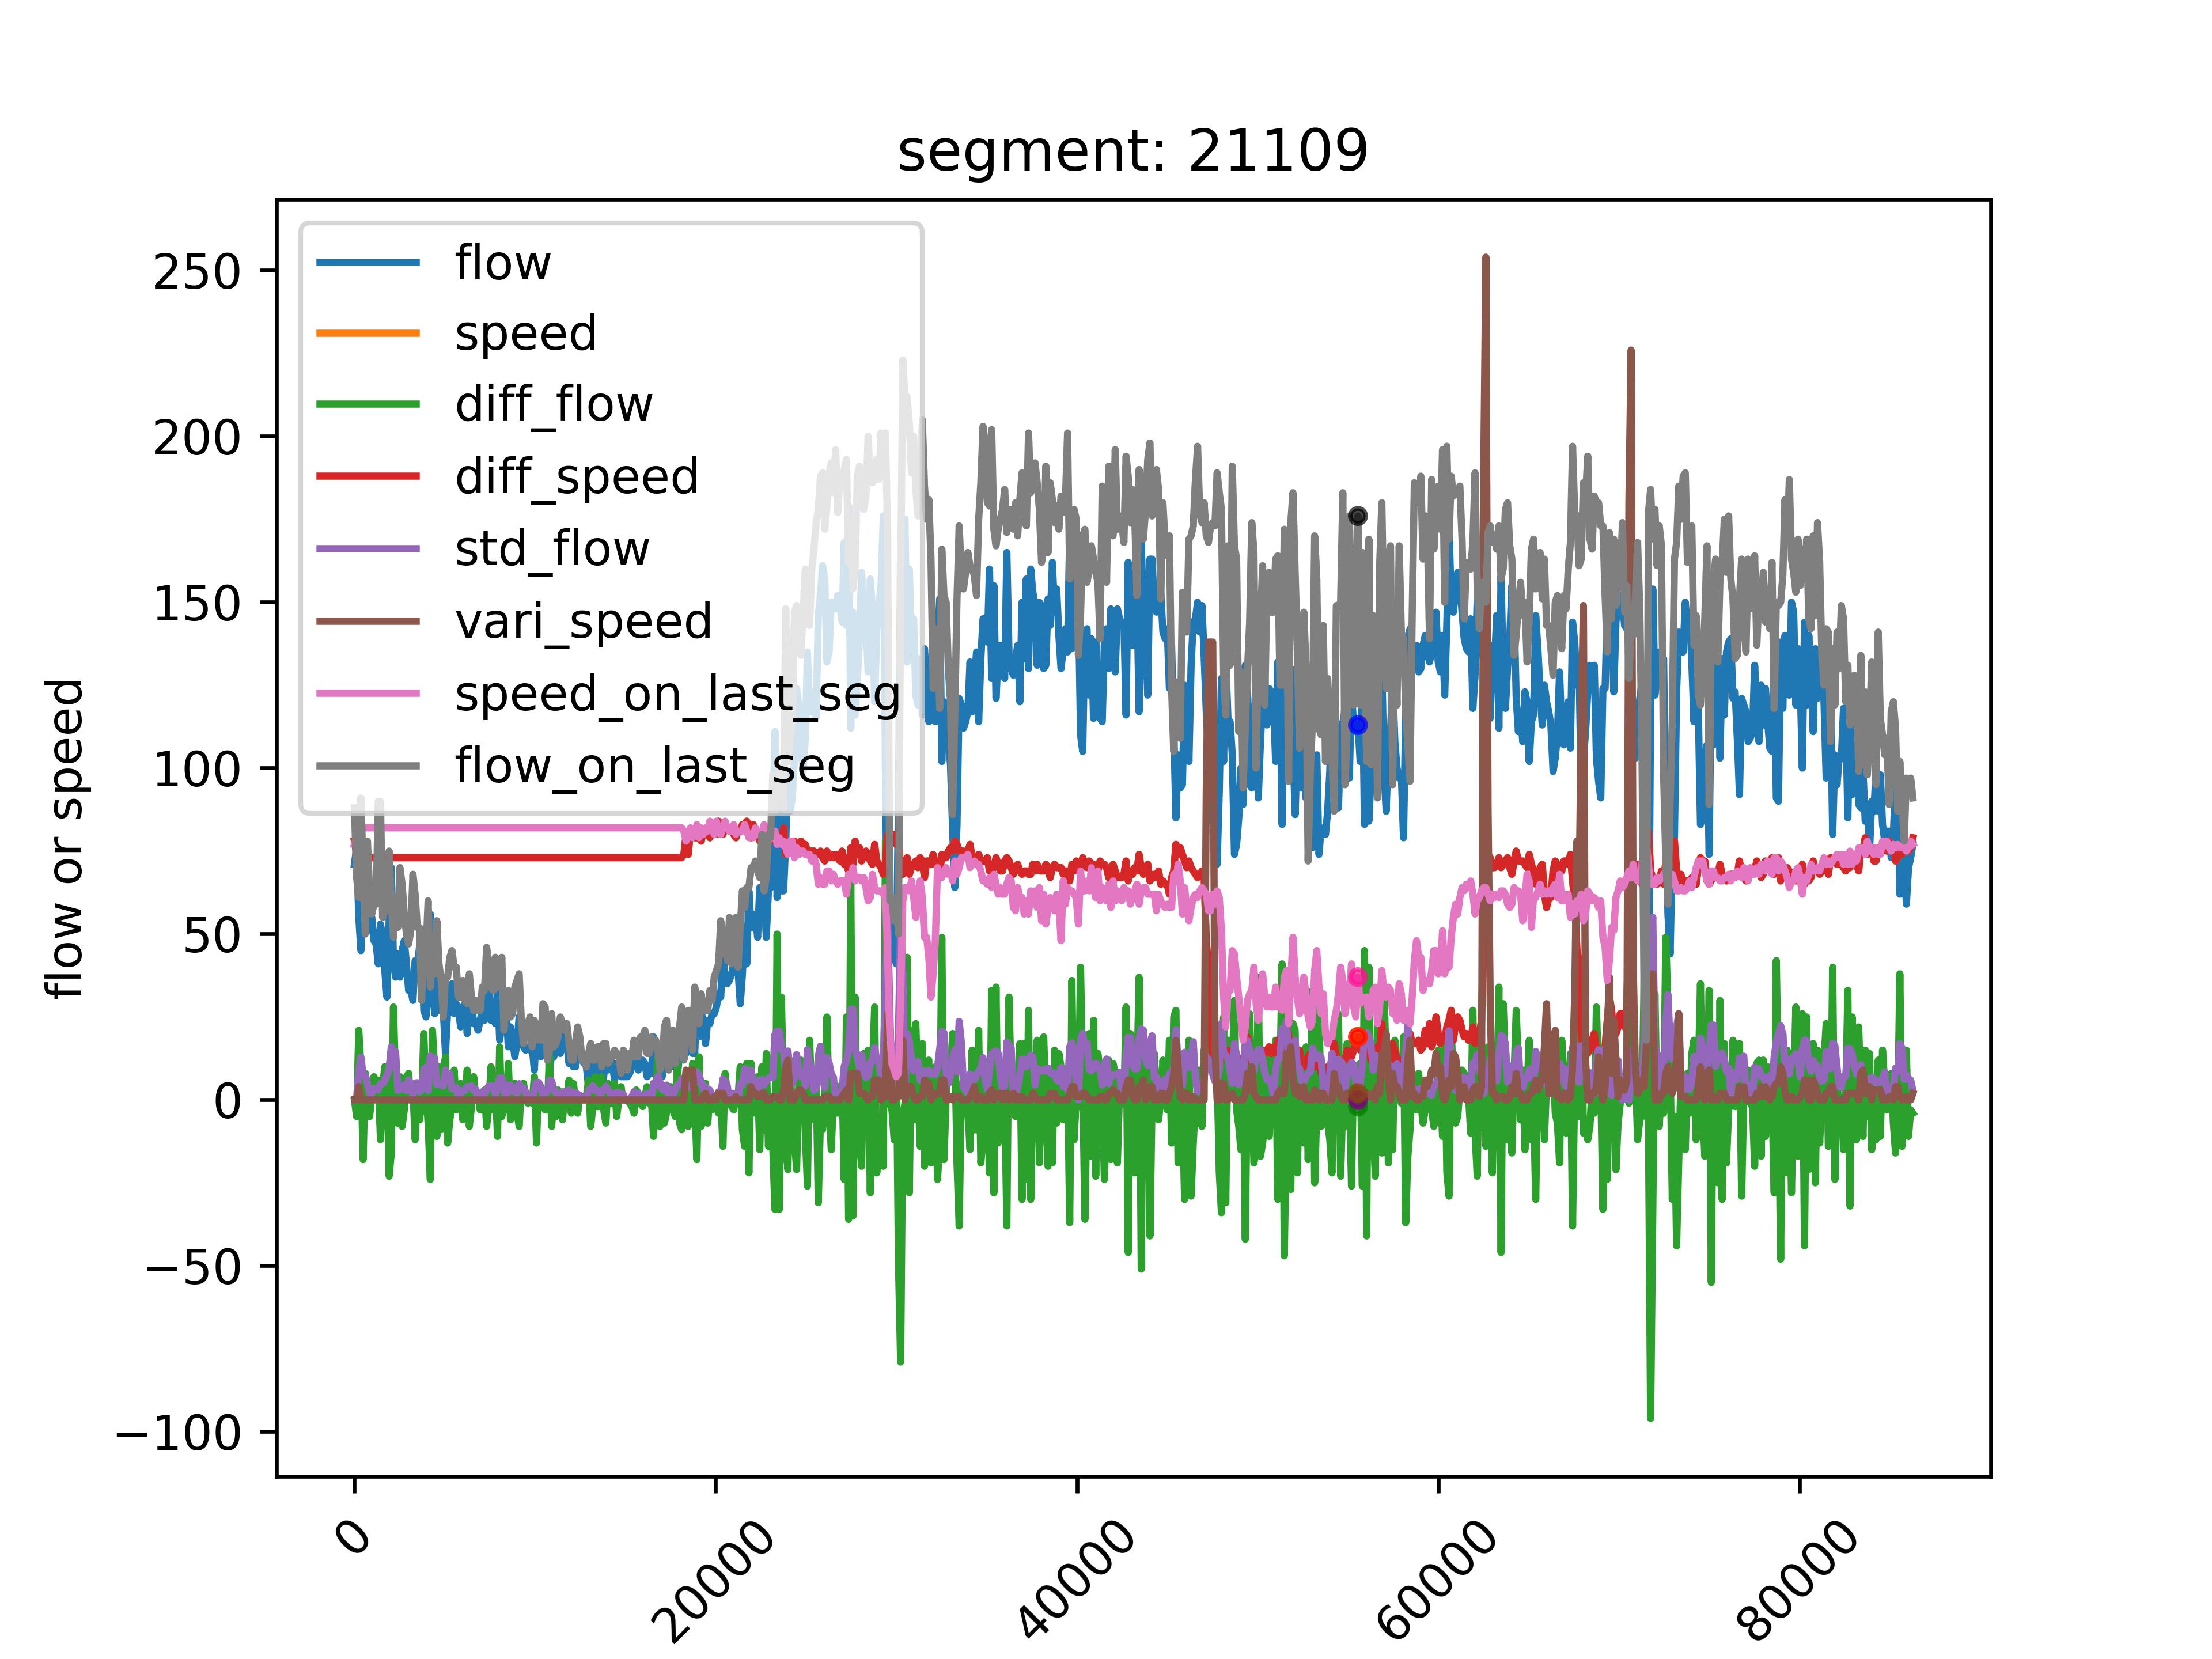 segment: 21109
flow
speed
diff_flow
diff_speed
std_flow
vari_speed
speed_on_last_seg
flow_on_last_seg
flow or speed
250
200
150
100
50
0
−50
−100
0
20000
40000
60000
80000